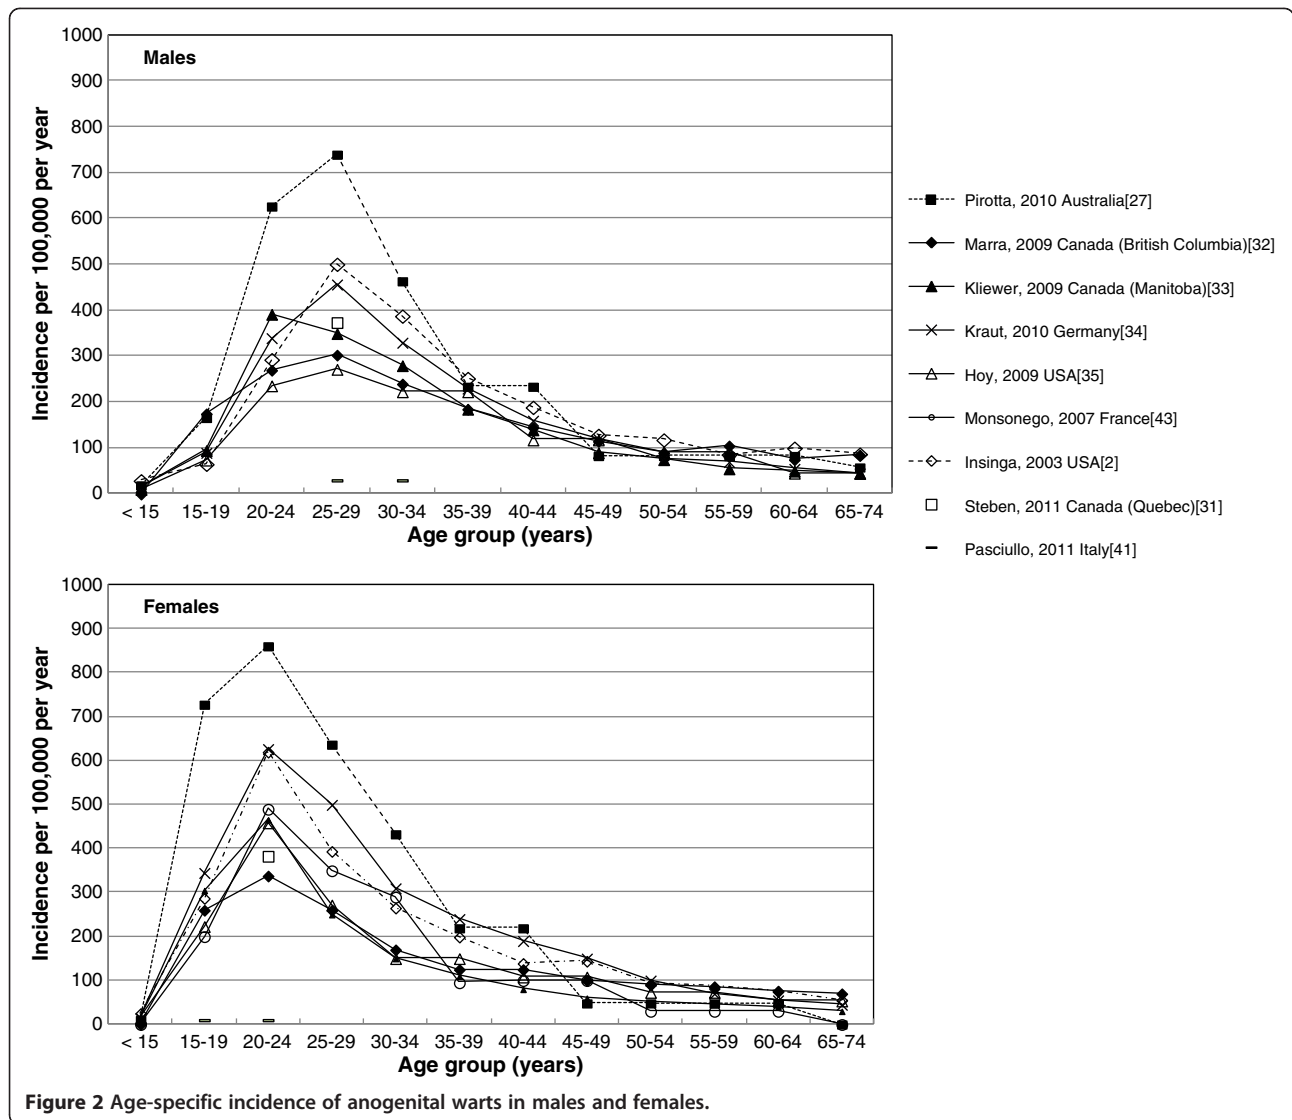 1000
900
800
700
600
500
400
300
200
100
0
Incidence per 100,000 per year
Males
< 15 15-19 20-24 25-29 30-34 35-39 40-44 45-49 50-54 55-59 60-64 65-74
Age group (years)
Pirotta, 2010 Australia[27]
Marra, 2009 Canada (British Columbia)[32]
Kliewer, 2009 Canada (Manitoba)[33]
Kraut, 2010 Germany[34]
Hoy, 2009 USA[35]
Monsonego, 2007 France[43]
Insinga, 2003 USA[2]
Steben, 2011 Canada (Quebec)[31]
Pasciullo, 2011 Italy[41]
1000
900
800
700
600
500
400
300
200
100
0
Incidence per 100,000 per year
Females
< 15 15-19 20-24 25-29 30-34 35-39 40-44 45-49 50-54 55-59 60-64 65-74
Age group (years)
Figure 2 Age-specific incidence of anogenital warts in males and females.